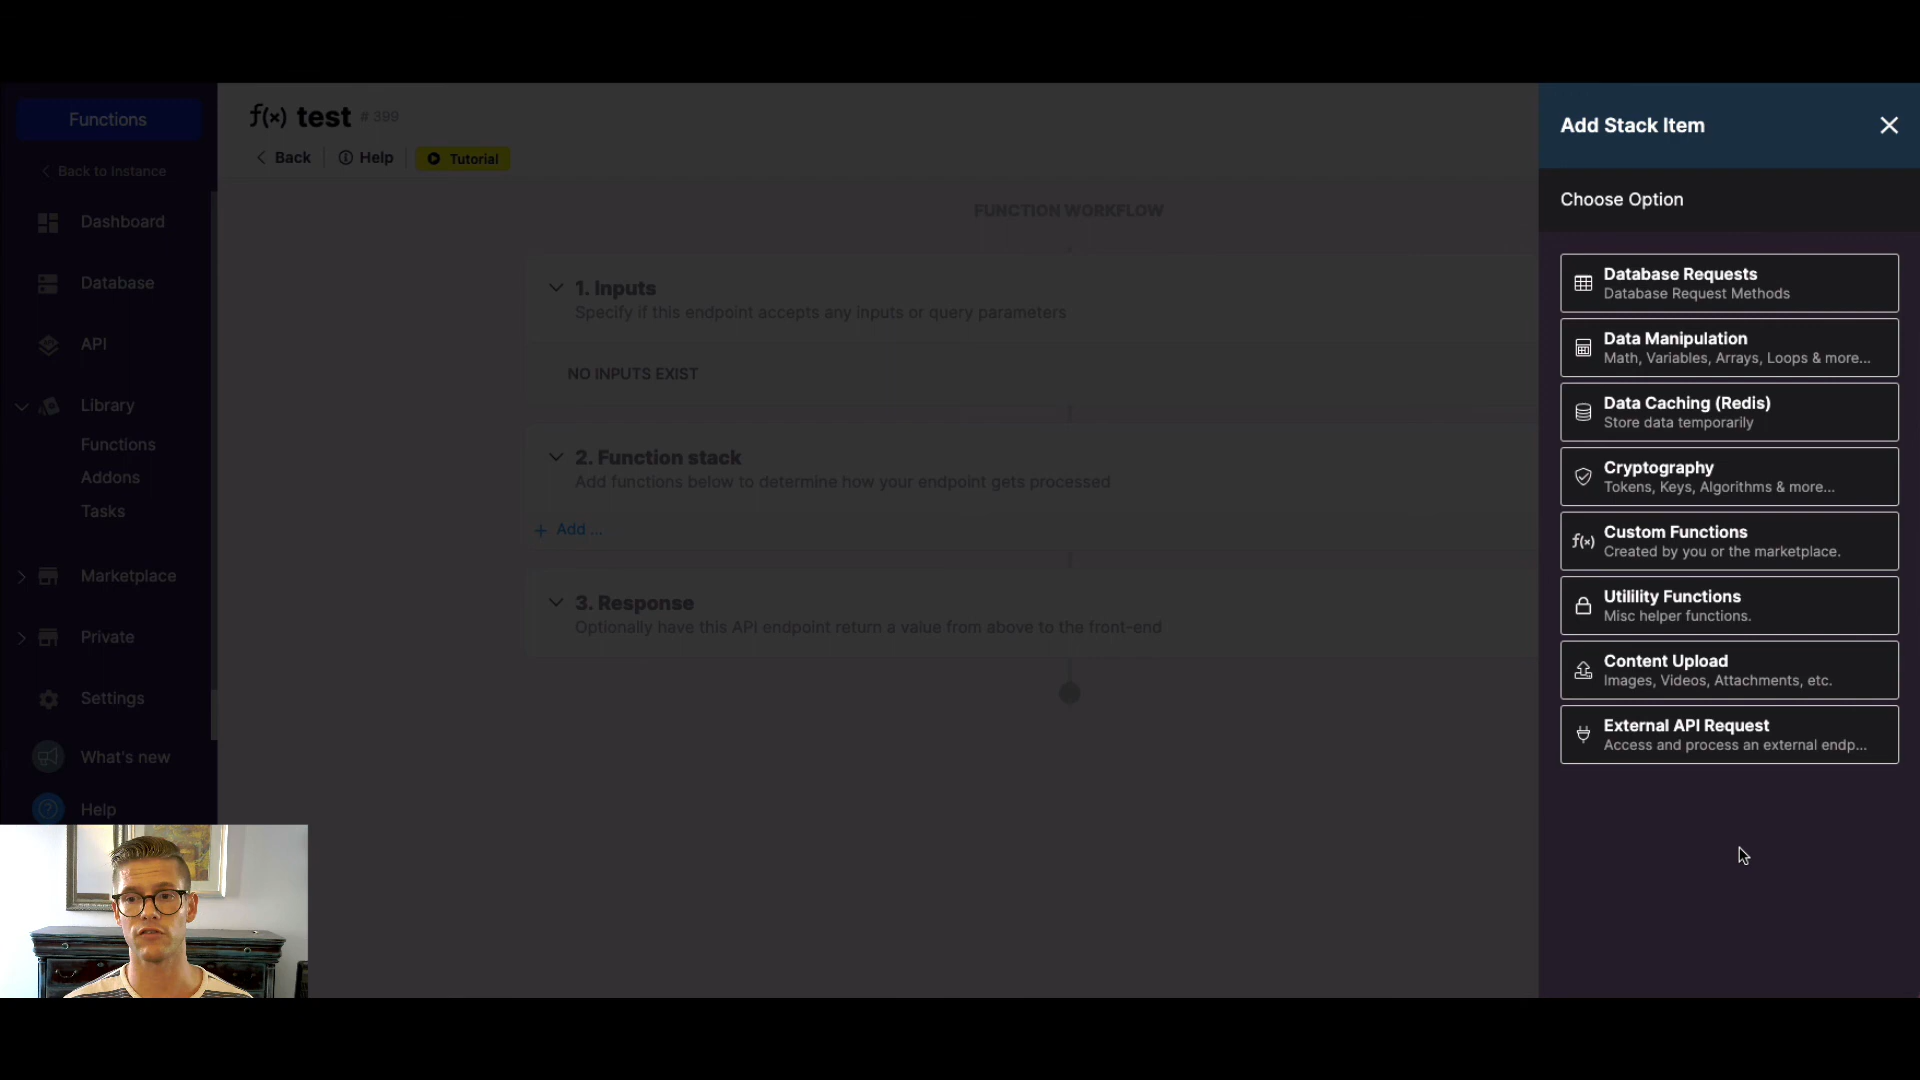 Functions
Back to Instance
Dashboard
Database
API
Library
Functions
Addons
Tasks
Marketplace
Private
Settings
What's new
Help
f(x) test # 399
Back
Help
Tutorial
FUNCTION WORKFLOW
1. Inputs
Specify if this endpoint accepts any inputs or query parameters
NO INPUTS EXIST
2. Function stack
Add functions below to determine how your endpoint gets processed
+ Add ...
3. Response
Optionally have this API endpoint return a value from above to the front-end
Add Stack Item
Choose Option
Database Requests
Database Request Methods
Data Manipulation
Math, Variables, Arrays, Loops & more...
Data Caching (Redis)
Store data temporarily
Cryptography
Tokens, Keys, Algorithms & more...
f(x) Custom Functions
Created by you or the marketplace.
Utilility Functions
Misc helper functions.
Content Upload
Images, Videos, Attachments, etc.
External API Request
Access and process an external endp...